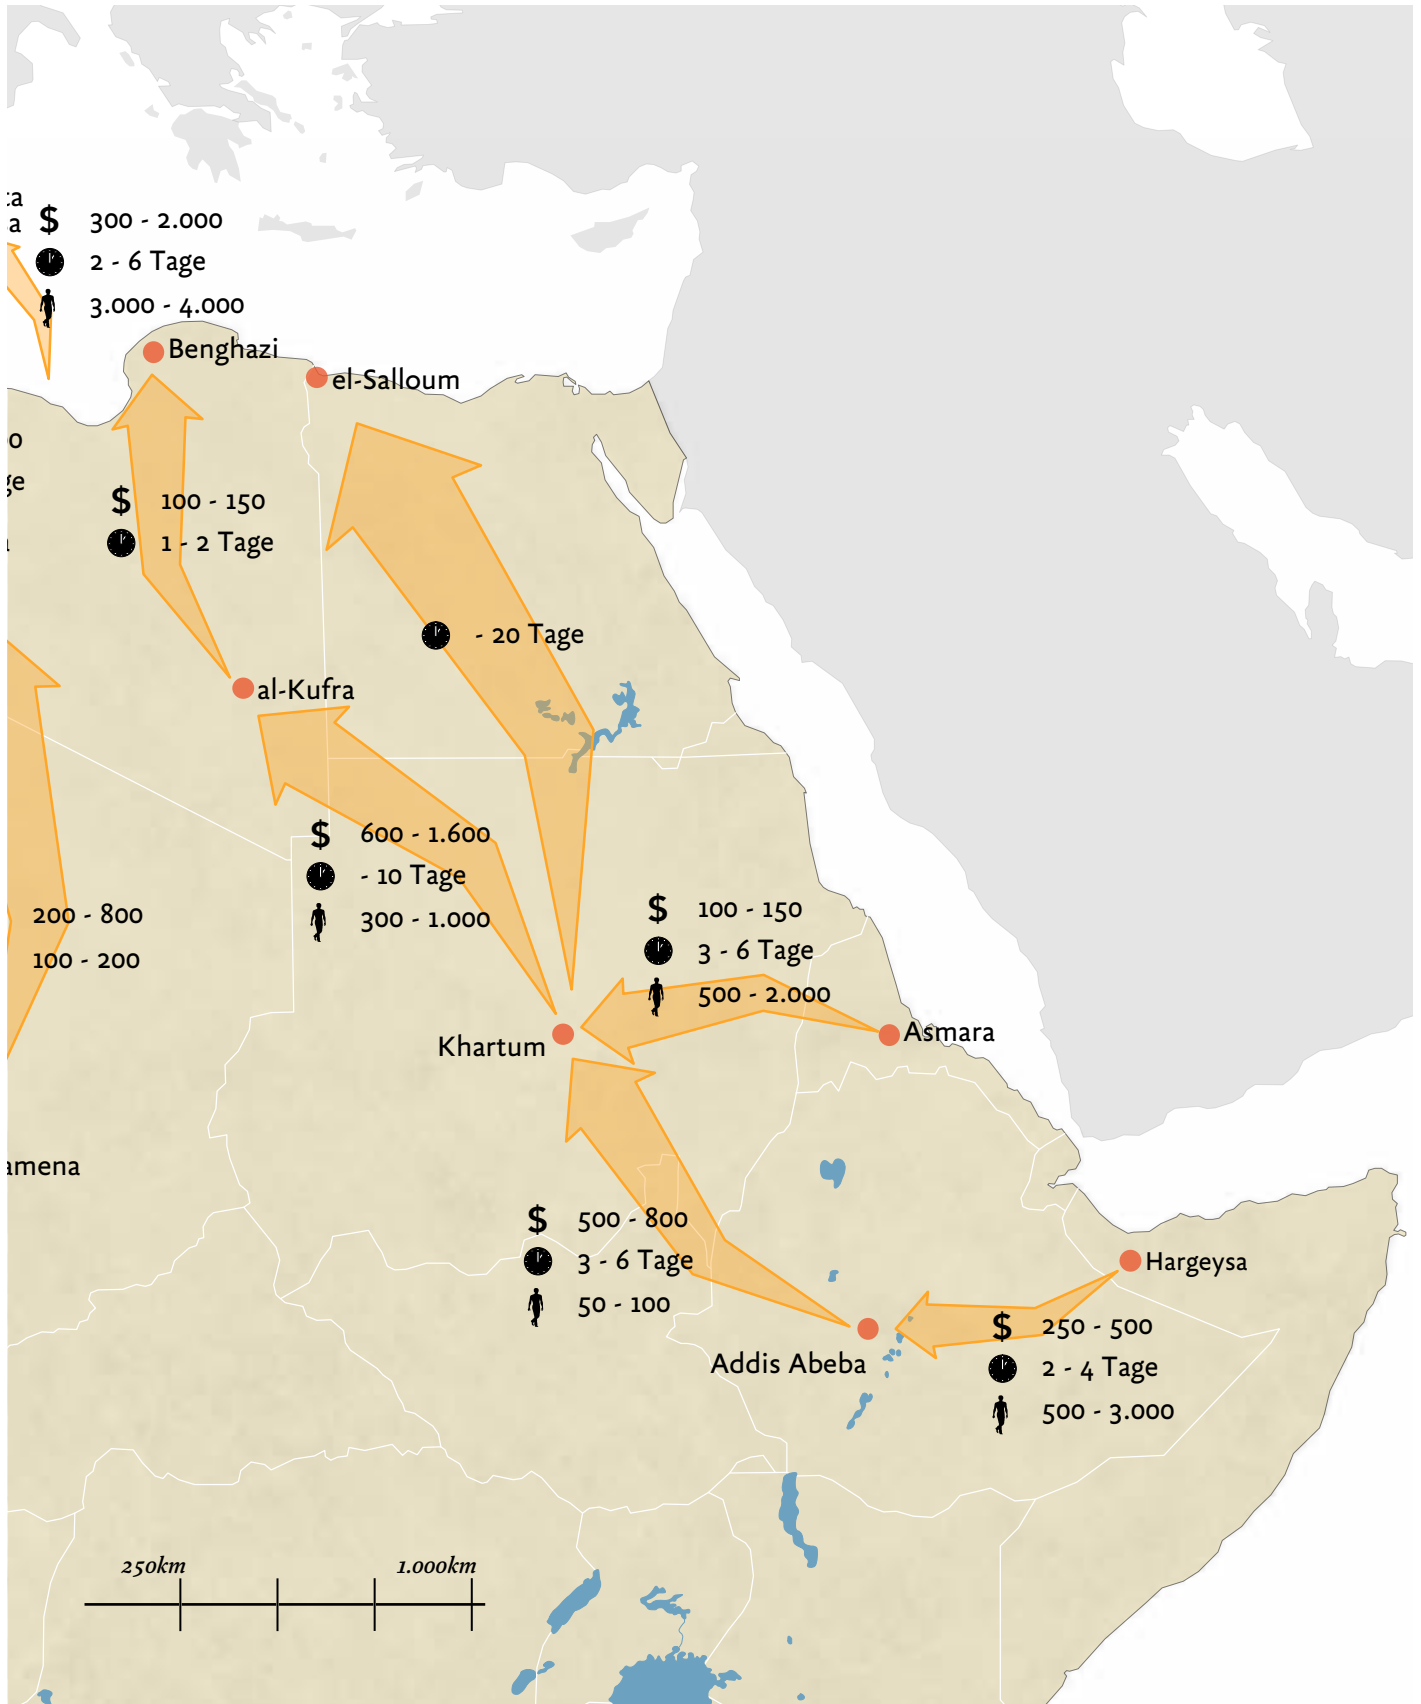 $ 300 - 2.000
2 - 6 Tage
3.000 - 4.000
Benghazi
el-Salloum
$ 100 - 150
1 - 2 Tage
- 20 Tage
al-Kufra
$ 600 - 1.600
- 10 Tage
300 - 1.000
200 - 800
100 - 200
$ 100 - 150
3 - 6 Tage
500 - 2.000
Khartum
Asmara
amena
$ 500 - 800
3 - 6 Tage
50 - 100
Hargeysa
Addis Abeba
$ 250 - 500
2 - 4 Tage
500 - 3.000
250km 1.000km